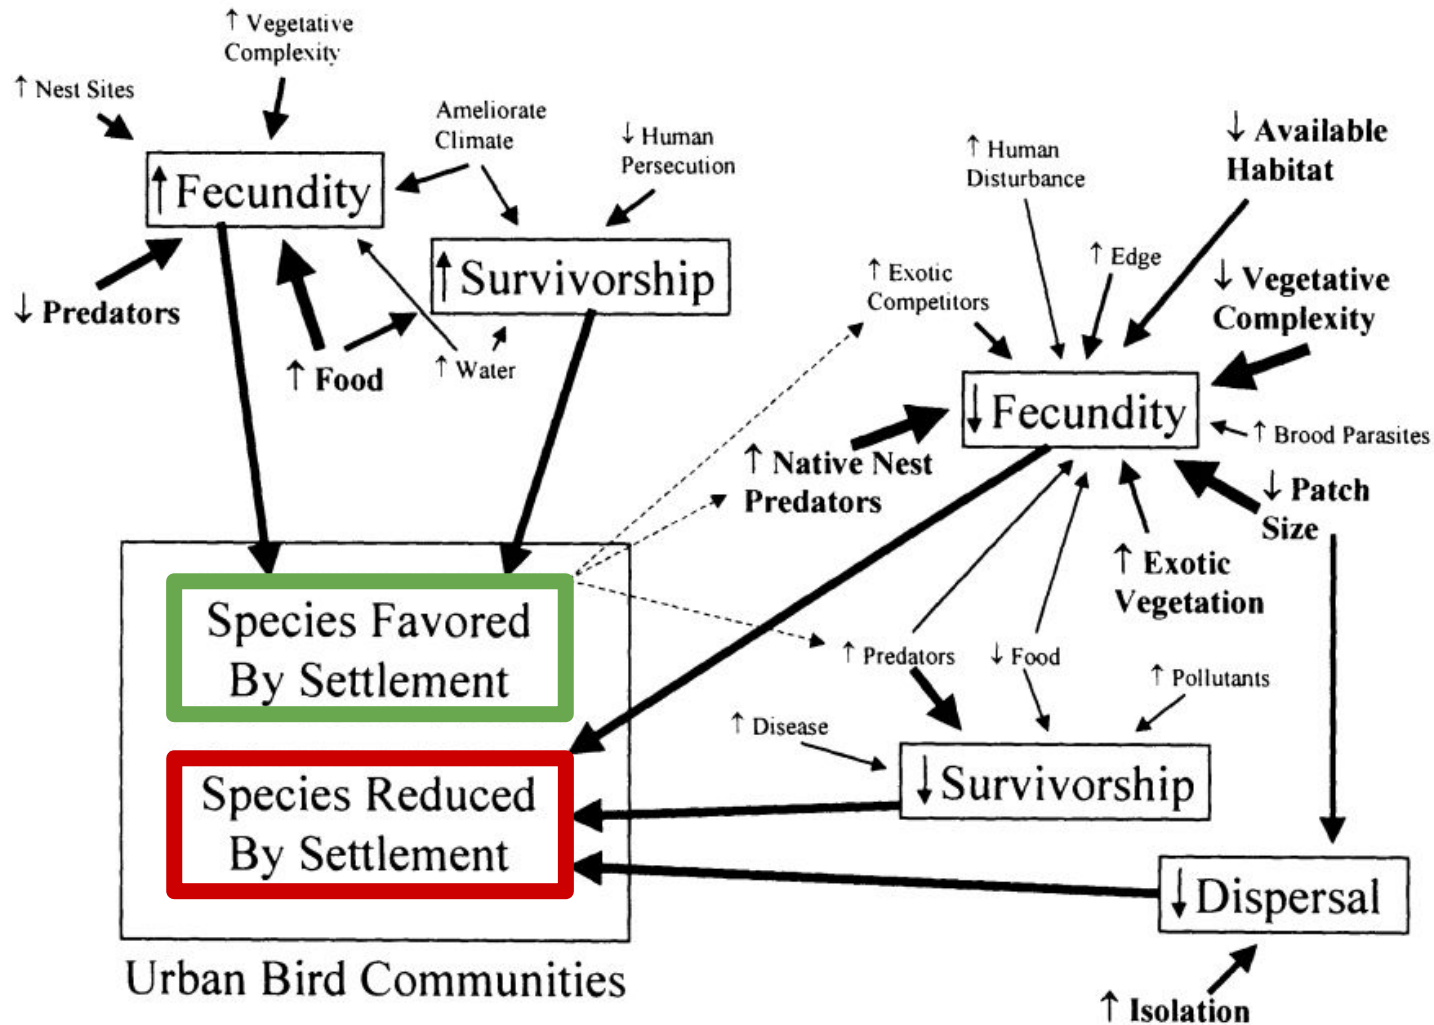 ↑ Vegetative
Complexity
↑ Nest Sites
Ameliorate
Climate
↓ Human
Persecution
↑ Fecundity
↑ Survivorship
↓ Predators
↑ Food
↑ Water
↓ Available
Habitat
↑ Human
Disturbance
↑ Edge
↑ Exotic
Competitors
↓ Vegetative
Complexity
↓ Fecundity
↑ Brood Parasites
↑ Native Nest
Predators
↓ Patch
Size
↑ Exotic
Vegetation
Species Favored
By Settlement
↑ Predators
↓ Food
↑ Pollutants
↑ Disease
↓ Survivorship
Species Reduced
By Settlement
↓ Dispersal
Urban Bird Communities
↑ Isolation